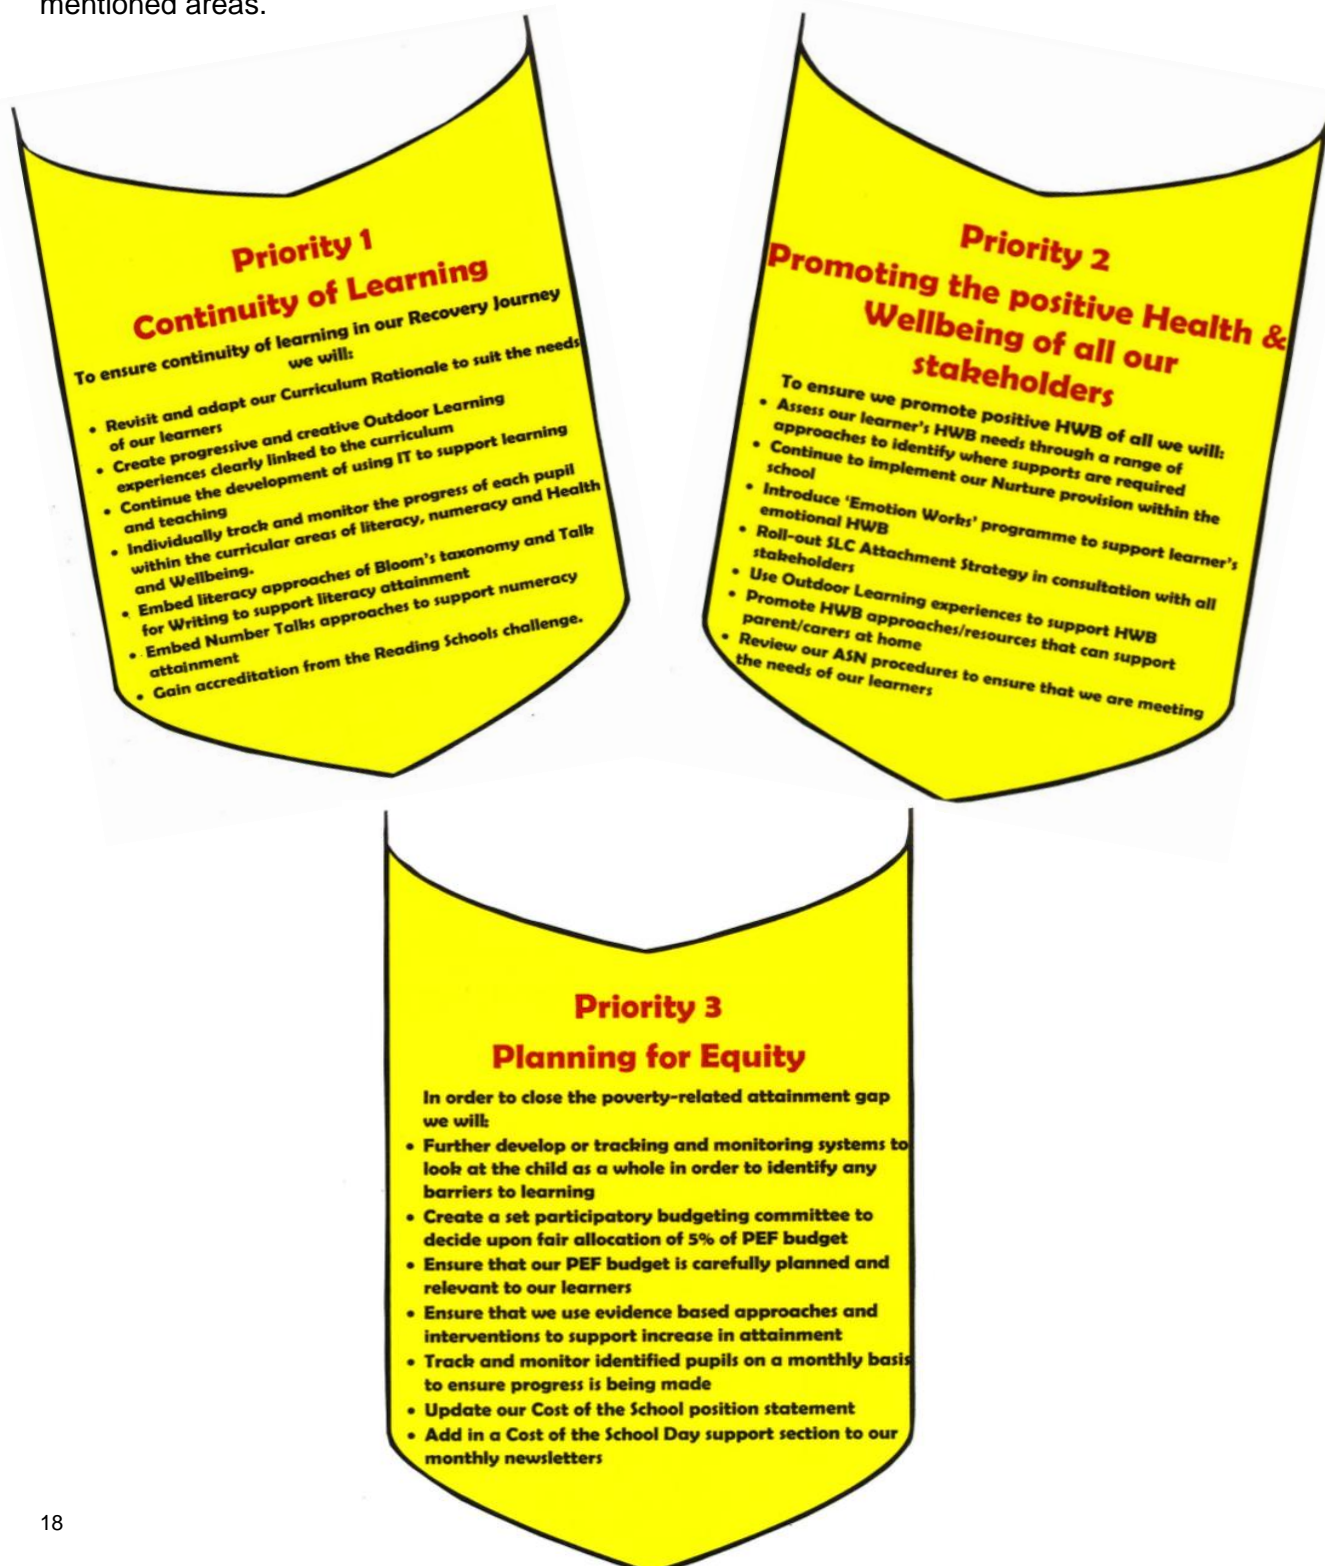 mentioned areas.
Priority 1
Continuity of Learning
To ensure continuity of learning in our Recovery Journey
we will:
• Revisit and adapt our Curriculum Rationale to suit the needs
of our learners
• Create progressive and creative Outdoor Learning
experiences clearly linked to the curriculum
• Continue the development of using IT to support learning
and teaching
• Individually track and monitor the progress of each pupil
within the curricular areas of literacy, numeracy and Health
and Wellbeing.
• Embed literacy approaches of Bloom's taxonomy and Talk
for Writing to support literacy attainment
• Embed Number Talks approaches to support numeracy
attainment
• Gain accreditation from the Reading Schools challenge.
Priority 2
Promoting the positive Health &
Wellbeing of all our
stakeholders
To ensure we promote positive HWB of all we will:
• Assess our learner's HWB needs through a range of
approaches to identify where supports are required
• Continue to implement our Nurture provision within the
school
• Introduce 'Emotion Works' programme to support learner's
emotional HWB
• Roll-out SLC Attachment Strategy in consultation with all
stakeholders
• Use Outdoor Learning experiences to support HWB
• Promote HWB approaches/resources that can support
parent/carers at home
• Review our ASN procedures to ensure that we are meeting
the needs of our learners
Priority 3
Planning for Equity
In order to close the poverty-related attainment gap
we will:
• Further develop or tracking and monitoring systems to
look at the child as a whole in order to identify any
barriers to learning
• Create a set participatory budgeting committee to
decide upon fair allocation of 5% of PEF budget
• Ensure that our PEF budget is carefully planned and
relevant to our learners
• Ensure that we use evidence based approaches and
interventions to support increase in attainment
• Track and monitor identified pupils on a monthly basis
to ensure progress is being made
• Update our Cost of the School position statement
• Add in a Cost of the School Day support section to our
monthly newsletters
18